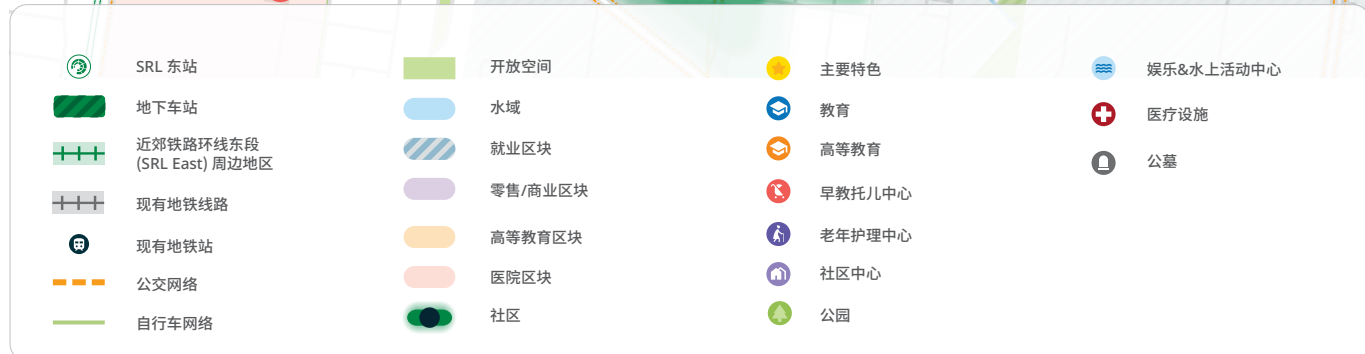 SRL 东站
地下车站
近郊铁路环线东段
(SRL East) 周边地区
现有地铁线路
现有地铁站
公交网络
自行车网络
开放空间
水域
就业区块
零售/商业区块
高等教育区块
医院区块
社区
主要特色
教育
高等教育
早教托儿中心
老年护理中心
社区中心
公园
娱乐&水上活动中心
医疗设施
公墓